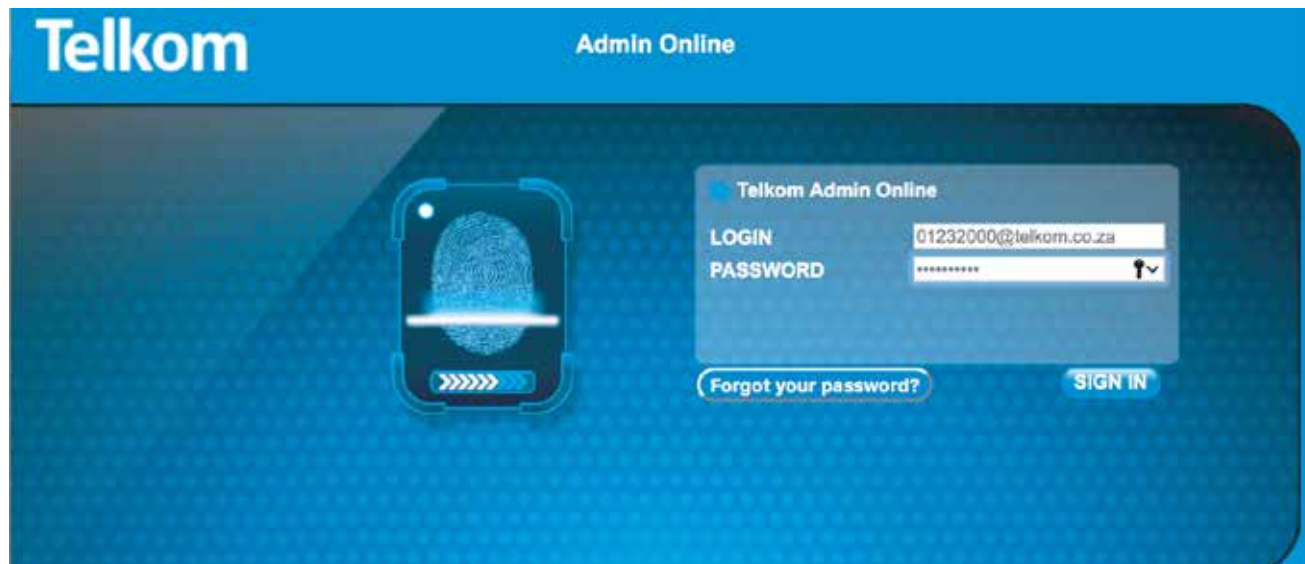 Telkom
Admin Online
Telkom Admin Online
LOGIN 01232000@telkom.co.za
PASSWORD **********
Forgot your password? SIGN IN